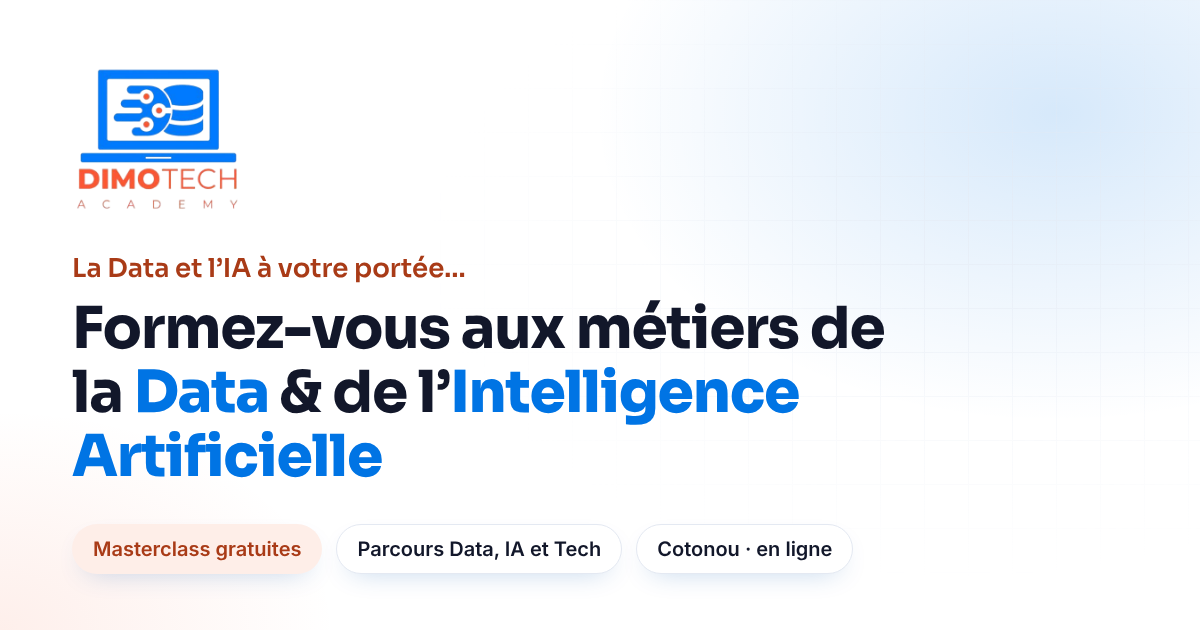 DIMOTECH
ACADEMY
La Data et l’IA à votre portée...
Formez-vous aux métiers de
la Data & de l’Intelligence
Artificielle
Masterclass gratuites
Parcours Data, IA et Tech
Cotonou · en ligne